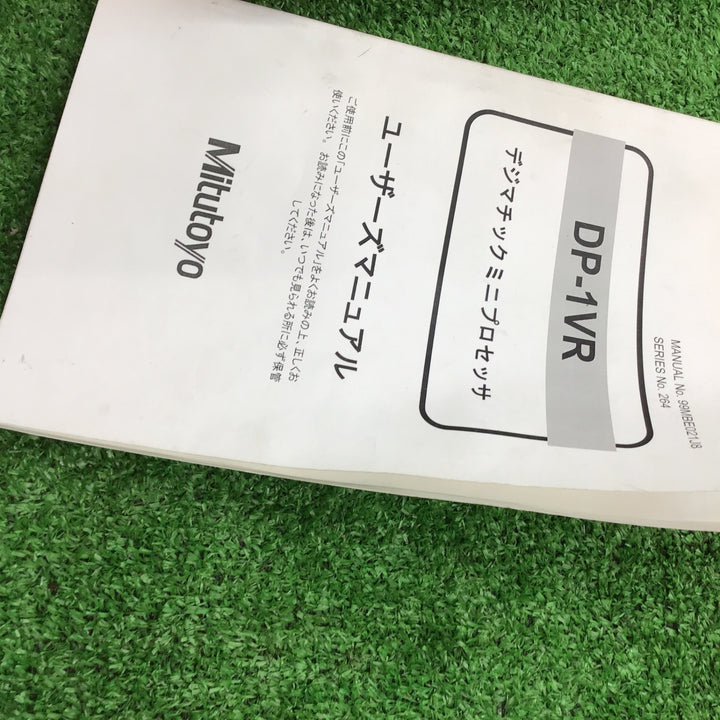 MANUAL No. 99MBE021J8
SERIES No. 264
DP-1VR
デジマチックミニプロセッサ
ユーザーズマニュアル
ご使用前にこの「ユーザーズマニュアル」をよくお読みの上、正しくお
使いください。お読みになった後は、いつでも見られる所に必ず保管
してください。
Mitutoyo